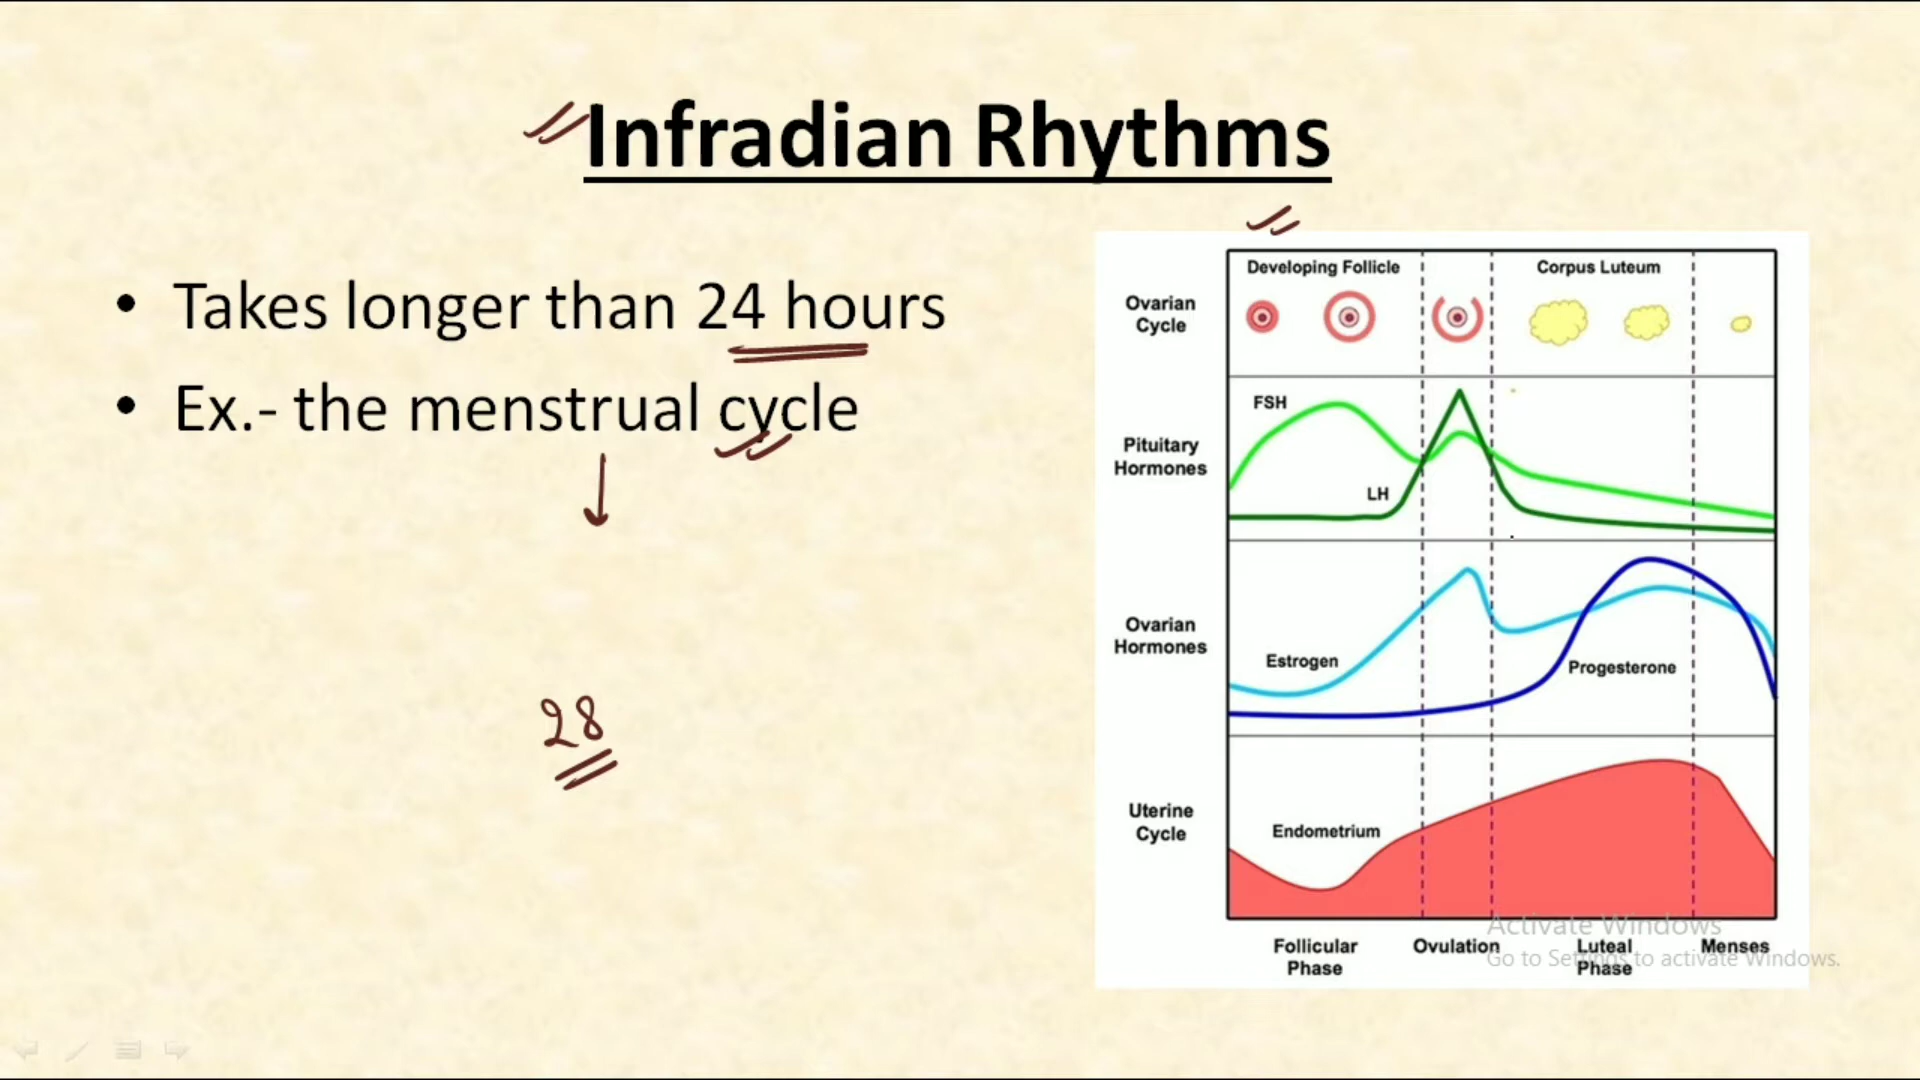 Infradian Rhythms
• Takes longer than 24 hours
• Ex.- the menstrual cycle
28
Developing Follicle
Corpus Luteum
Ovarian
Cycle
FSH
LH
Pituitary
Hormones
Ovarian
Hormones
Estrogen
Progesterone
Uterine
Cycle
Endometrium
Follicular
Phase
Ovulation
Luteal
Phase
Menses
Activate Windows
Go to Settings to activate Windows.